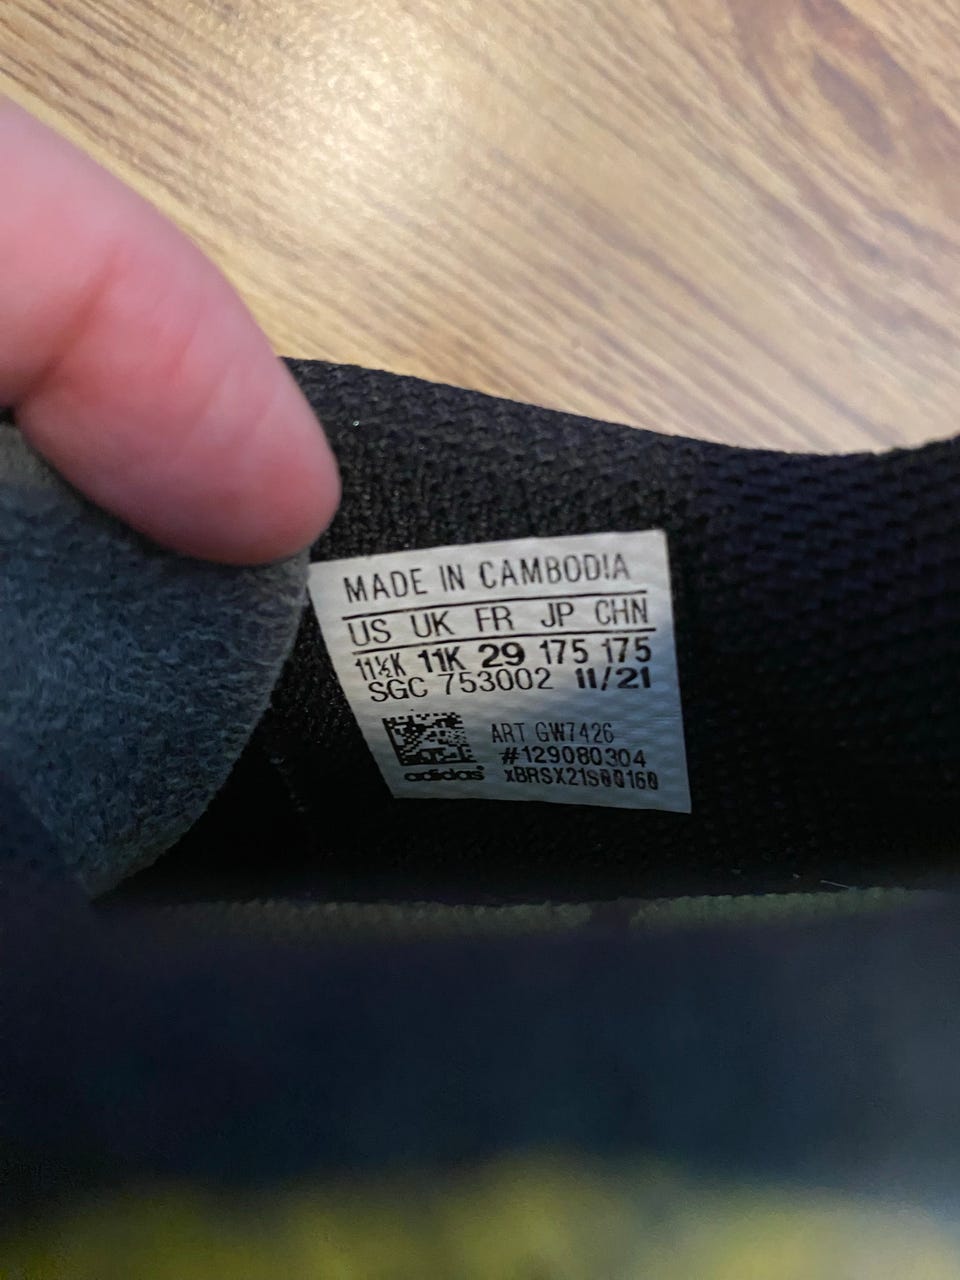 MADE IN CAMBODIA
US UK FR JP CHN
11½K 11K 29 175 175
SGC 753002 11/21
ART GW7426
#129080304
adidas xBRSX21S00160